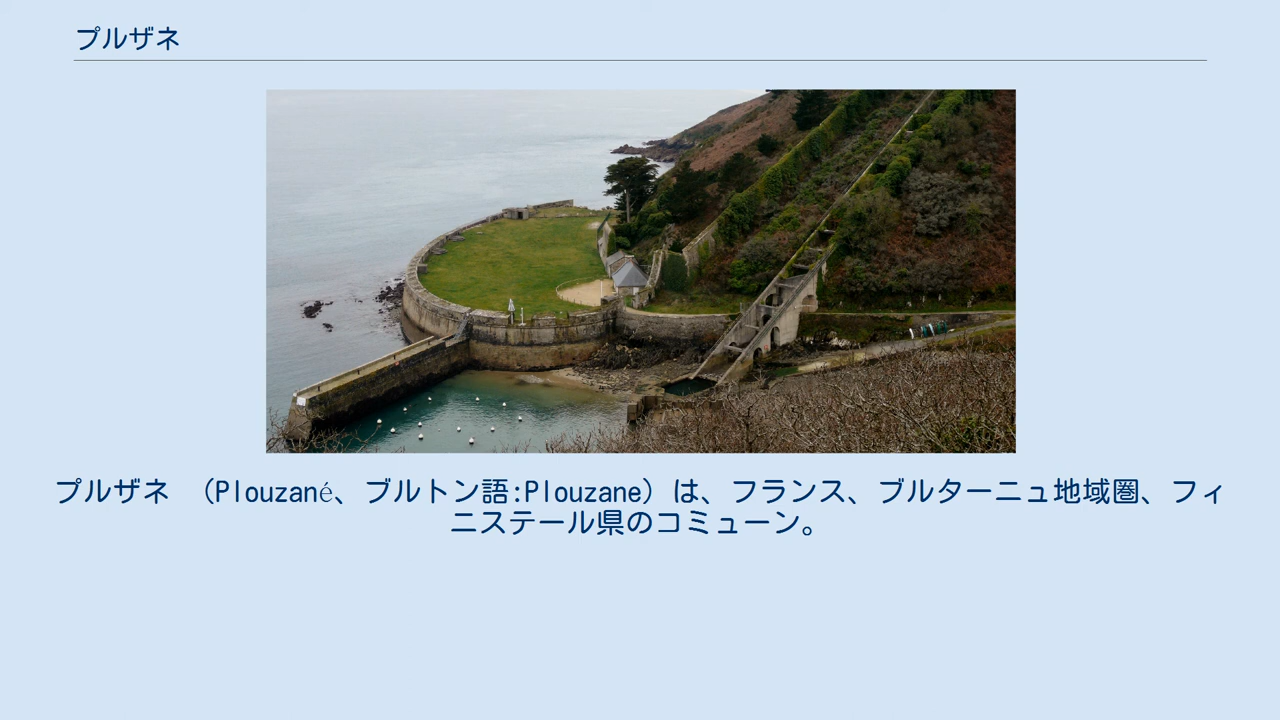 プルザネ
プルザネ （Plouzané、ブルトン語:Plouzane）は、フランス、ブルターニュ地域圏、フィ
ニステール県のコミューン。